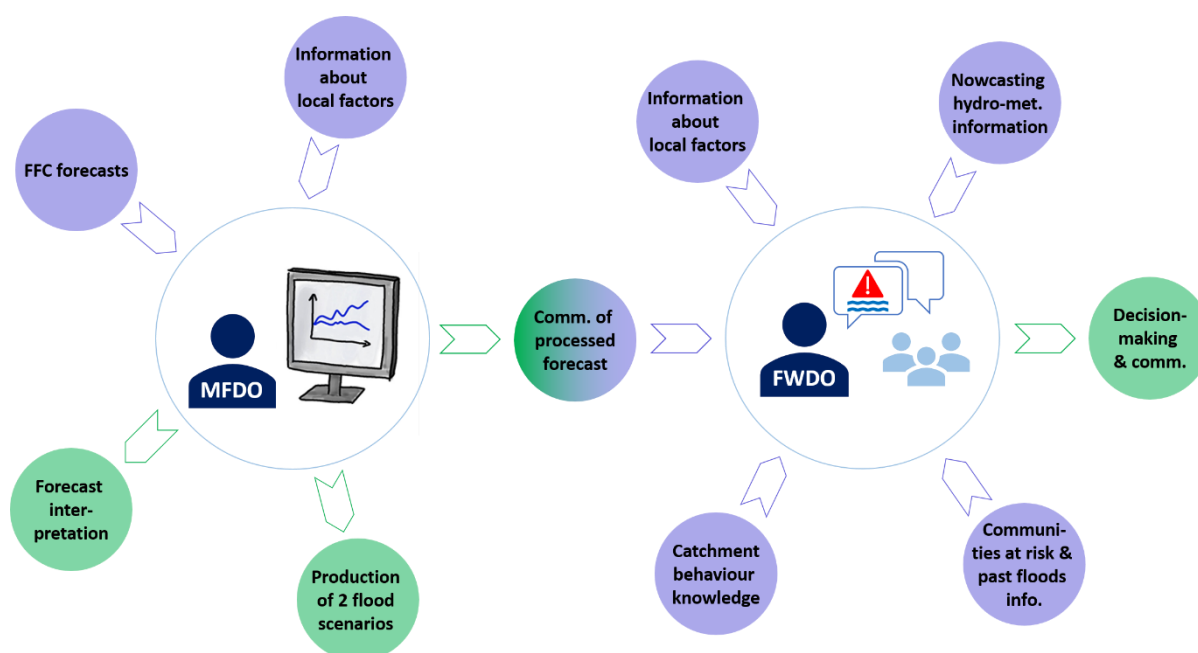 Information
about
local factors
FFC forecasts
MFDO
Forecast
inter-
pretation
Production
of 2 flood
scenarios
Comm. of
processed
forecast
Information
about
local factors
Nowcasting
hydro-met.
information
FWDO
Decision-
making
& comm.
Catchment
behaviour
knowledge
Communi-
ties at risk &
past floods
info.